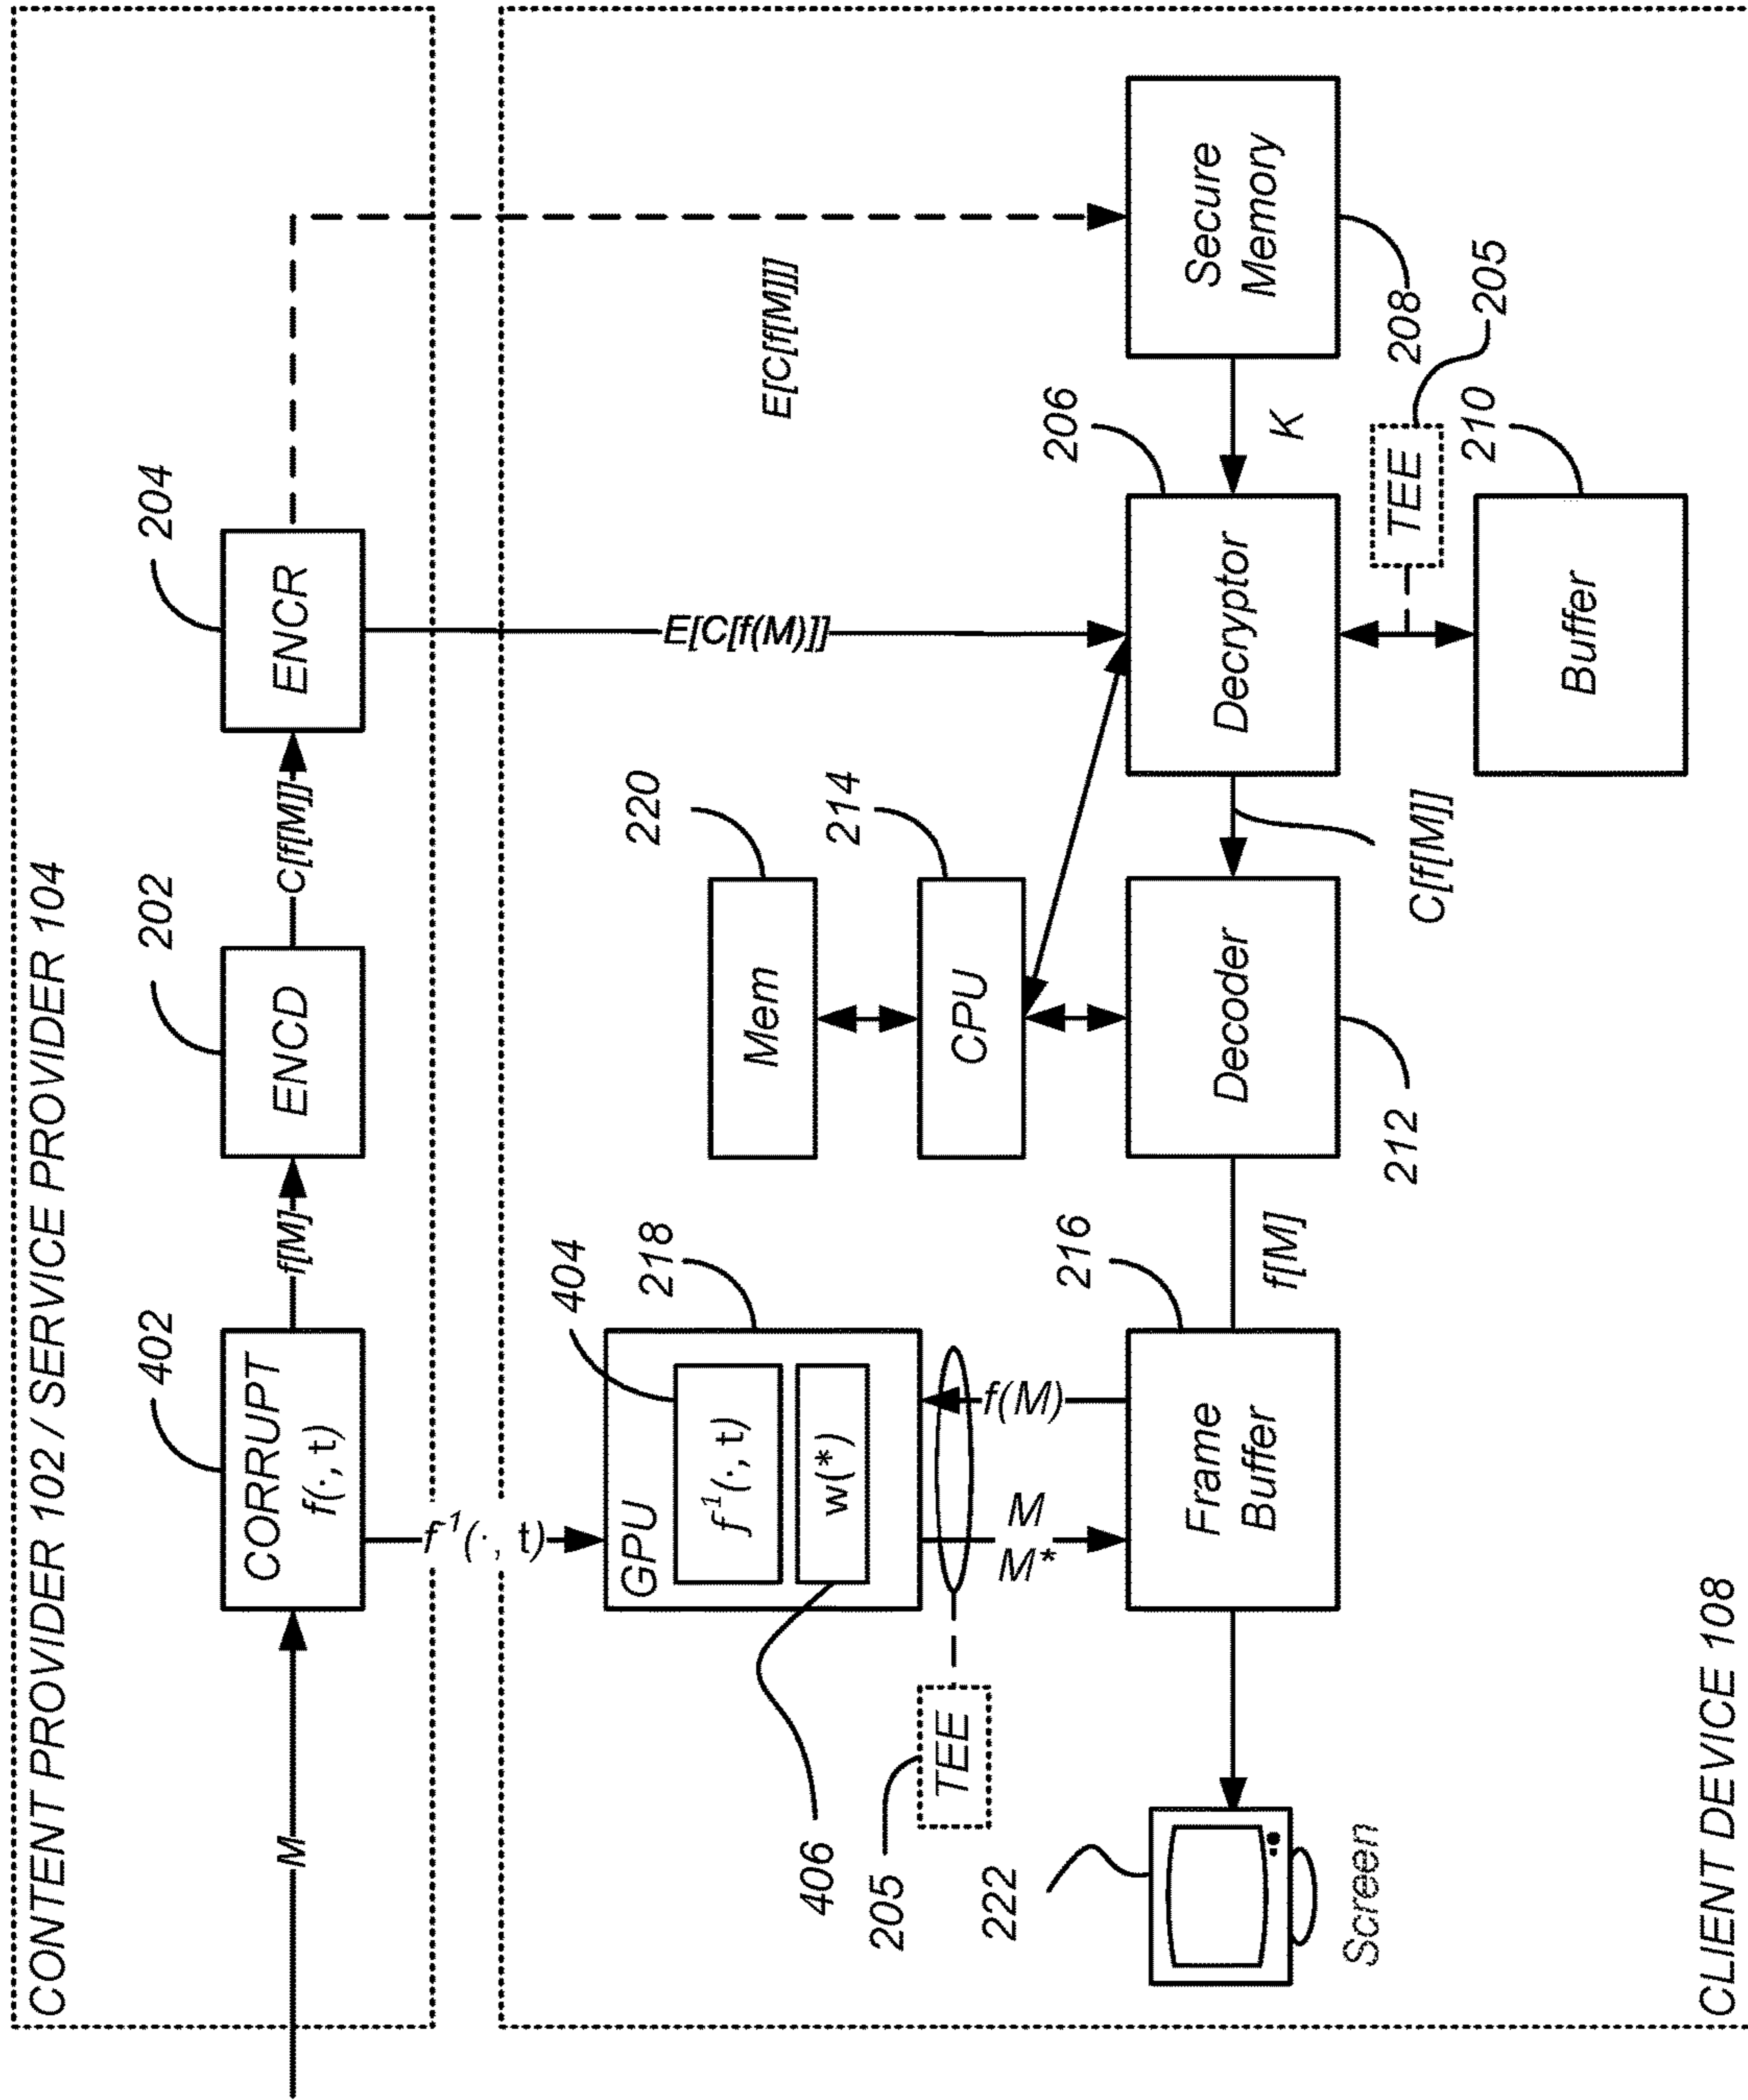 CONTENT PROVIDER 102 / SERVICE PROVIDER 104
402
202
204
M
CORRUPT
f(·, t)
f[M]
ENCD
C[f[M]]
ENCR
f⁻¹(·, t)
E[C[f(M)]]
E[C[f[M]]]
404
218
220
GPU
f⁻¹(·, t)
w(*)
Mem
214
406
CPU
205
TEE
M
M*
f(M)
216
206
222
Screen
Frame
Buffer
f[M]
Decoder
212
C[f[M]]
Decryptor
K
Secure
Memory
208
TEE
205
210
Buffer
CLIENT DEVICE 108